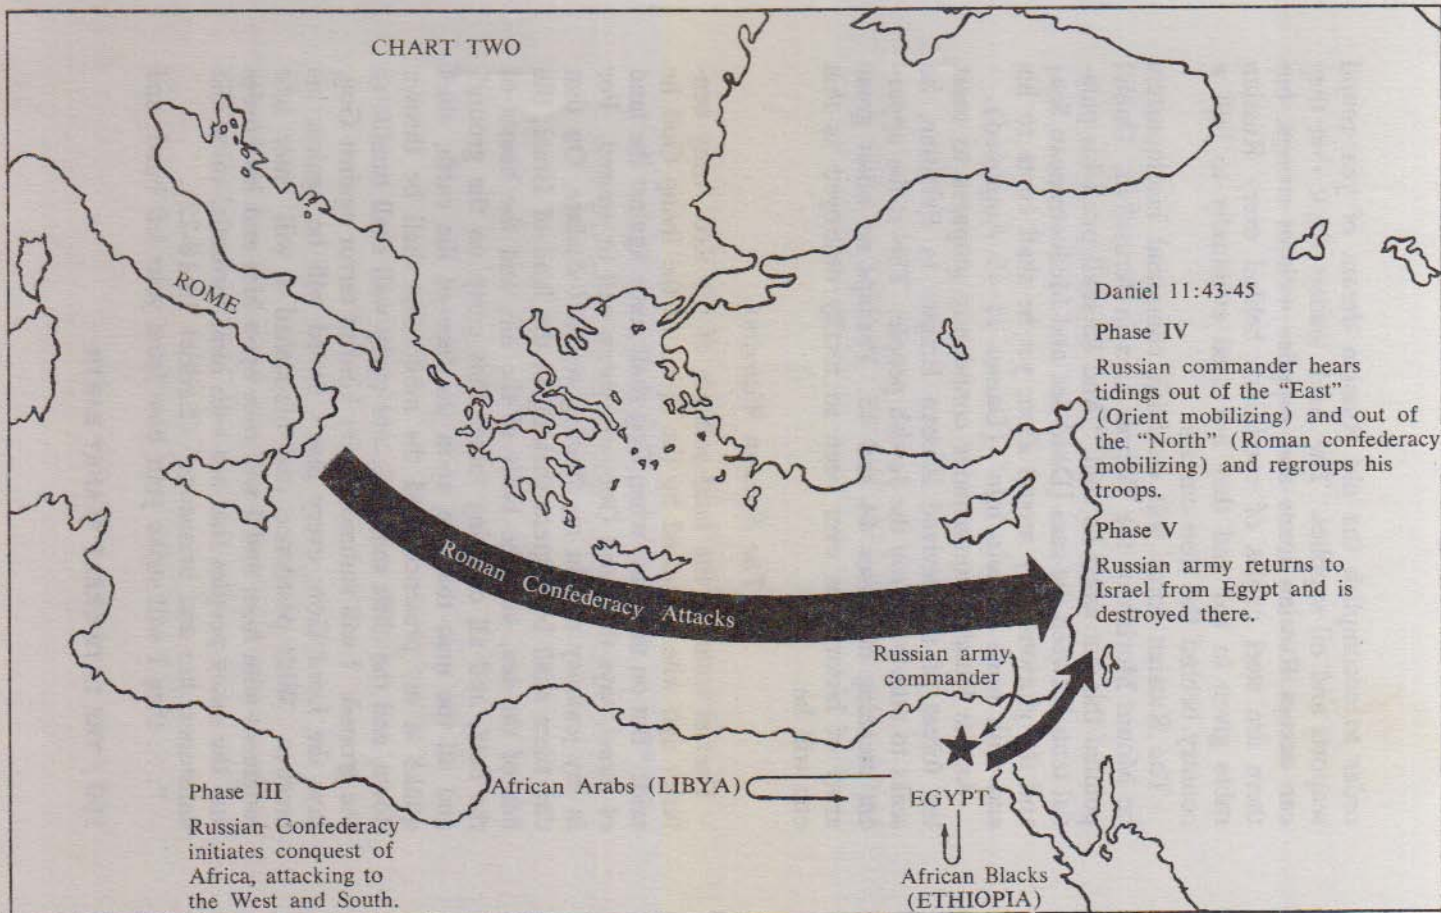 CHART TWO
ROME
Daniel 11:43-45
Phase IV
Russian commander hears
tidings out of the “East”
(Orient mobilizing) and out of
the “North” (Roman confederacy
mobilizing) and regroups his
troops.
Phase V
Russian army returns to
Israel from Egypt and is
destroyed there.
Roman Confederacy Attacks
Russian army
commander
African Arabs (LIBYA)
EGYPT
African Blacks
(ETHIOPIA)
Phase III
Russian Confederacy
initiates conquest of
Africa, attacking to
the West and South.